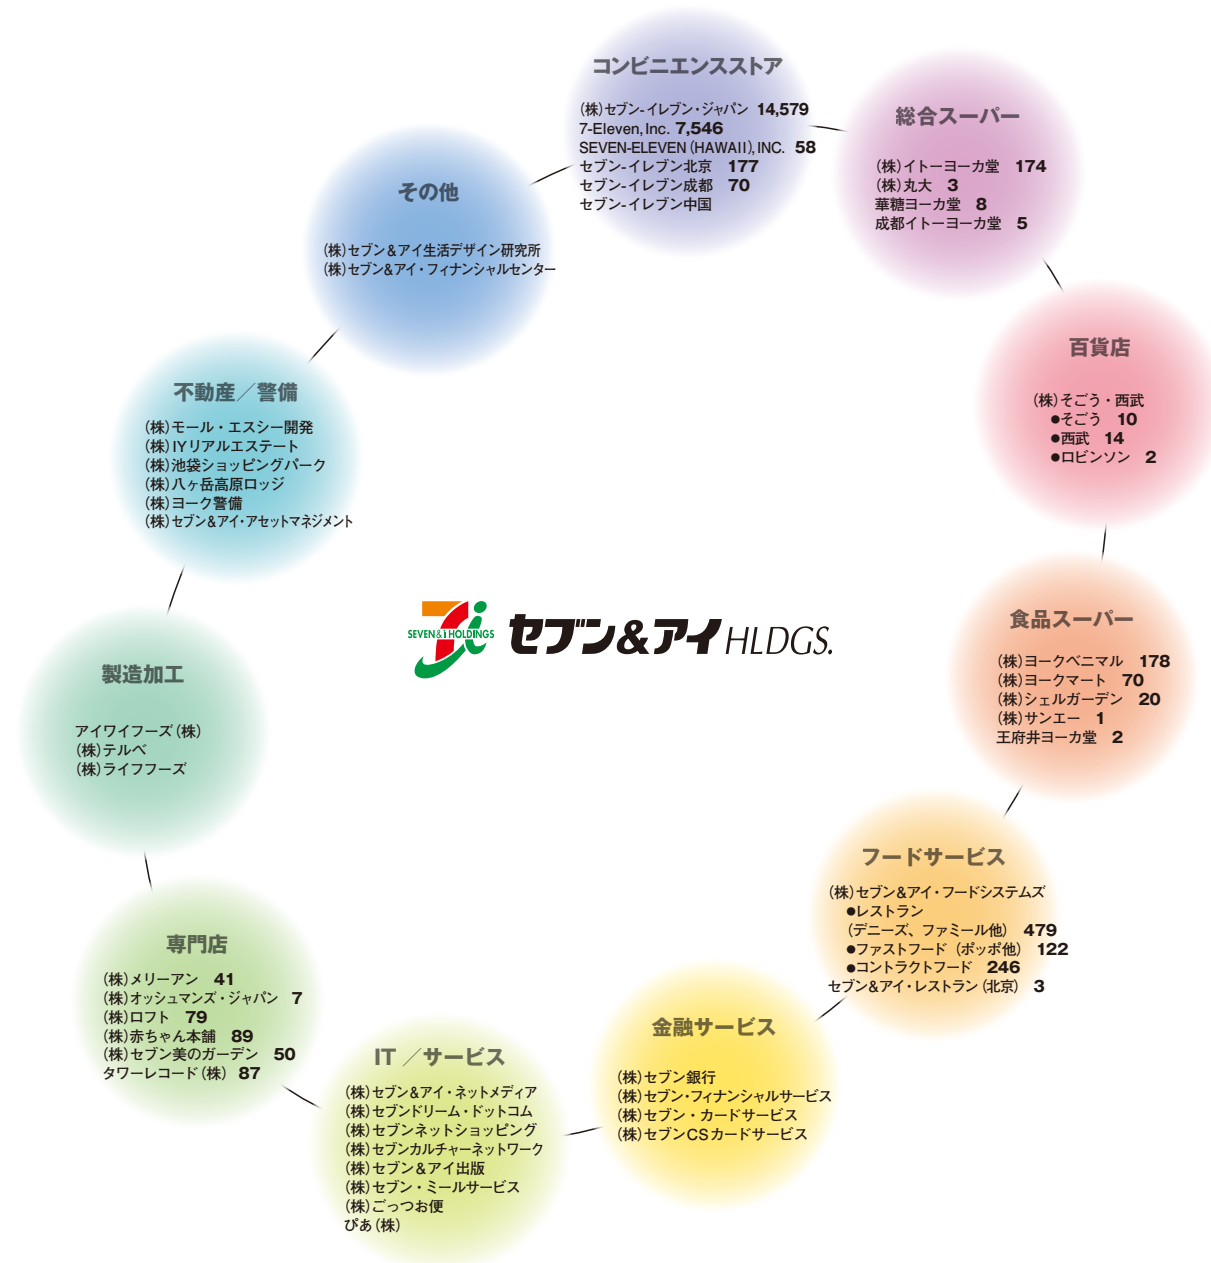 コンビニエンスストア
(株)セブン-イレブン・ジャパン 14,579
7-Eleven, Inc. 7,546
SEVEN-ELEVEN (HAWAII), INC. 58
セブン-イレブン北京 177
セブン-イレブン成都 70
セブン-イレブン中国
総合スーパー
(株)イトーヨーカ堂 174
(株)丸大 3
華糖ヨーカ堂 8
成都イトーヨーカ堂 5
百貨店
(株)そごう・西武
●そごう 10
●西武 14
●ロビンソン 2
食品スーパー
(株)ヨークベニマル 178
(株)ヨークマート 70
(株)シェルガーデン 20
(株)サンエー 1
王府井ヨーカ堂 2
フードサービス
(株)セブン&アイ・フードシステムズ
●レストラン
(デニーズ、ファミール他) 479
●ファストフード (ポッポ他) 122
●コントラクトフード 246
セブン&アイ・レストラン(北京) 3
金融サービス
(株)セブン銀行
(株)セブン・フィナンシャルサービス
(株)セブン・カードサービス
(株)セブンCSカードサービス
IT/サービス
(株)セブン&アイ・ネットメディア
(株)セブンドリーム・ドットコム
(株)セブンネットショッピング
(株)セブンカルチャーネットワーク
(株)セブン&アイ出版
(株)セブン・ミールサービス
(株)ごっつお便
ぴあ(株)
専門店
(株)メリーアン 41
(株)オッシュマンズ・ジャパン 7
(株)ロフト 79
(株)赤ちゃん本舗 89
(株)セブン美のガーデン 50
タワーレコード(株) 87
製造加工
アイワイフーズ(株)
(株)テルベ
(株)ライフフーズ
不動産/警備
(株)モール・エスシー開発
(株)IYリアルエステート
(株)池袋ショッピングパーク
(株)八ヶ岳高原ロッジ
(株)ヨーク警備
(株)セブン&アイ・アセットマネジメント
その他
(株)セブン&アイ生活デザイン研究所
(株)セブン&アイ・フィナンシャルセンター
SEVEN&i HOLDINGS
セブン&アイ HLDGS.